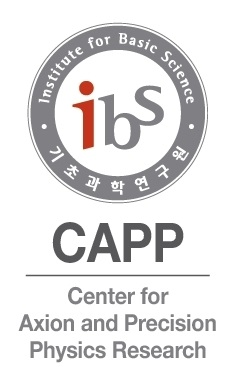 Institute for Basic Science
ibs
기초과학연구원
CAPP
Center for
Axion and Precision
Physics Research